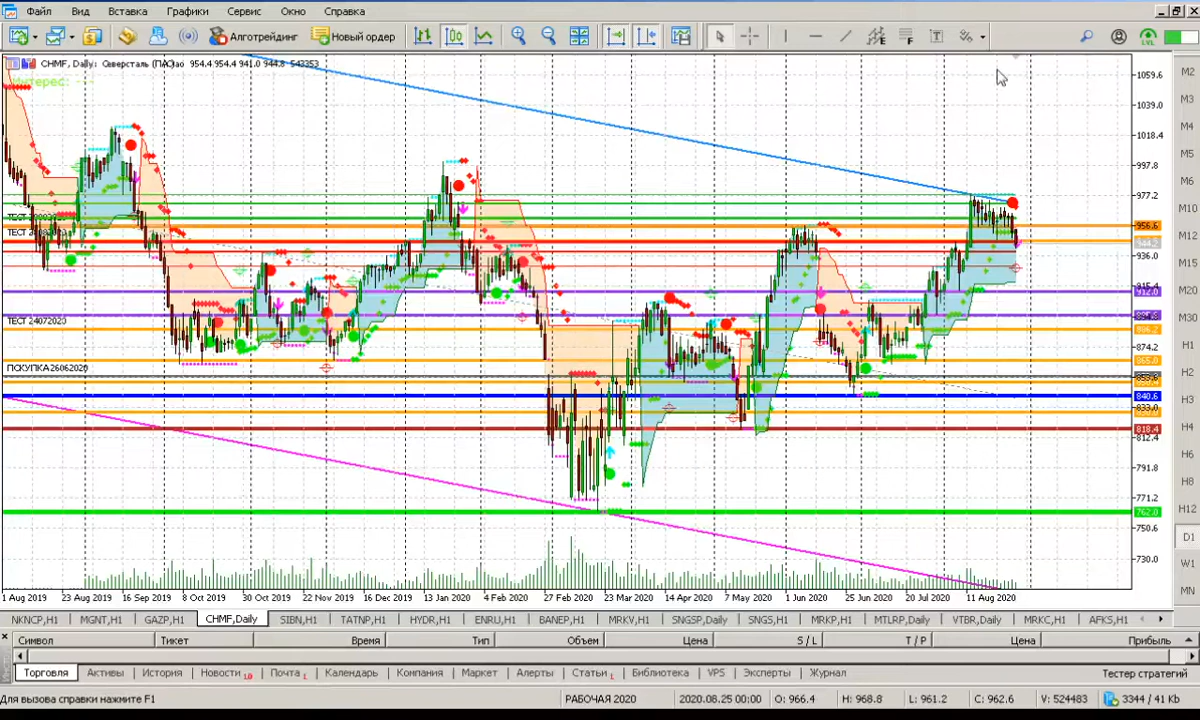 Файл Вид Вставка Графики Сервис Окно Справка
Алготрейдинг Новый ордер
CHMF, Daily: Северсталь (ПАО)ао 954.4 954.4 941.0 944.8 543353
Интерес: ---
1059.6
1039.0
1018.4
997.8
977.2
956.6
944.2
936.0
915.4
912.0
886.2
874.2
865.0
840.6
833.0
818.4
812.4
791.8
771.2
762.0
750.6
730.0
ТЕСТ 24072020
ПОКУПКА 26062020
1 Aug 2019 23 Aug 2019 16 Sep 2019 8 Oct 2019 30 Oct 2019 22 Nov 2019 16 Dec 2019 13 Jan 2020 4 Feb 2020 27 Feb 2020 23 Mar 2020 14 Apr 2020 7 May 2020 1 Jun 2020 25 Jun 2020 20 Jul 2020 11 Aug 2020
M2
M3
M4
M5
M6
M10
M12
M15
M20
M30
H1
H2
H3
H4
H6
H8
H12
D1
W1
MN
NKNCP,H1 MGNT,H1 GAZP,H1 CHMF,Daily SIBN,H1 TATNP,H1 HYDR,H1 ENRU,H1 BANEP,H1 MRKV,H1 SNGSP,Daily SNGS,H1 MRKP,H1 MTLRP,Daily VTBR,Daily MRKC,H1 AFKS,H1
Символ Тикет Время Тип Объем Цена S / L T / P Цена Прибыль
Торговля Активы История Новости Почта Календарь Компания Маркет Алерты Статьи Библиотека VPS Эксперты Журнал Тестер стратегий
Для вызова справки нажмите F1 РАБОЧАЯ 2020 2020.08.25 00:00 O: 966.4 H: 968.8 L: 961.2 C: 962.6 V: 524483 3344 / 41 Kb